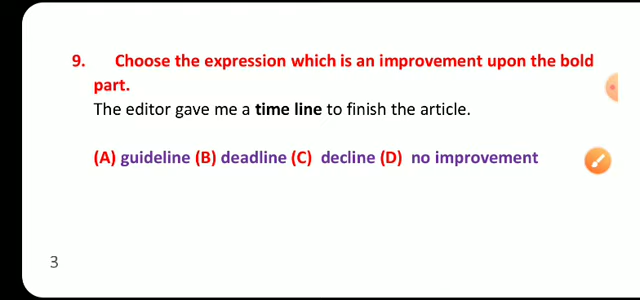 9. Choose the expression which is an improvement upon the bold
part.
The editor gave me a time line to finish the article.
(A) guideline (B) deadline (C) decline (D) no improvement
3